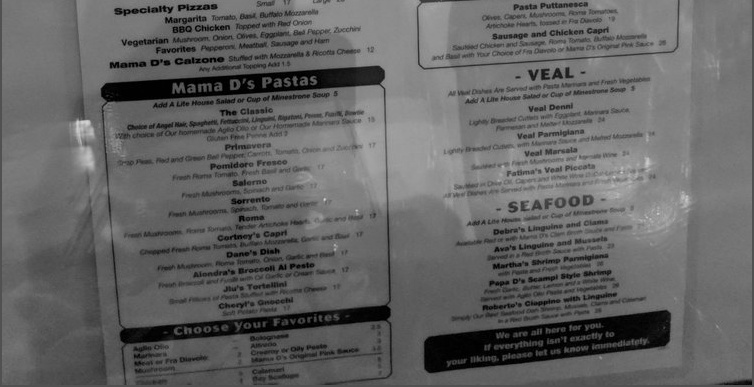 Small 17 Large
Specialty Pizzas
Margarita Tomato, Basil, Buffalo Mozzarella
BBQ Chicken Topped with Red Onion
Vegetarian Mushroom, Onion, Olives, Eggplant, Bell Pepper, Zucchini
Favorites Pepperoni, Meatball, Sausage and Ham
Mama D's Calzone Stuffed with Mozzarella & Ricotta Cheese 12
Any Additional Topping Add 1.5
Mama D's Pastas
Add A Lite House Salad or Cup of Minestrone Soup 5
The Classic
Choice of Angel Hair, Spaghetti, Fettuccini, Linguini, Rigatoni, Penne, Fusilli, Bowtie
With choice of Our Homemade Aglio Olio or Our Homemade Marinara Sauce 15
Gluten Free Penne Add 3
Primavera
Snap Peas, Red and Green Bell Pepper, Carrots, Tomato, Onion and Zucchini 17
Pomidoro Fresco
Fresh Roma Tomato, Fresh Basil and Garlic 17
Salerno
Fresh Mushrooms, Spinach and Garlic 17
Sorrento
Fresh Mushrooms, Spinach, Tomato and Garlic 17
Roma
Fresh Mushrooms, Roma Tomato, Tender Artichoke Hearts, Garlic and Basil 17
Cortney's Capri
Chopped Fresh Roma Tomato, Buffalo Mozzarella, Garlic and Basil 17
Dane's Dish
Fresh Mushroom, Roma Tomato, Onion, Garlic and Basil 17
Alondra's Broccoli Al Pesto
Fresh Broccoli and Fusilli with Oil Garlic or Cream Sauce 17
Jiu's Tortellini
Small Pillows of Pasta Stuffed with Ricotta Cheese 17
Cheryl's Gnocchi
Soft Potato Pasta 17
- Choose Your Favorites -
Aglio Olio
Marinara
Meat or Fra Diavolo
Mushroom
Bolognese
Alfredo
Creamy or Oily Pesto
Mama D's Original Pink Sauce
Calamari
Bay Scallops
Pasta Puttanesca
Olives, Capers, Mushrooms, Roma Tomatoes,
Artichoke Hearts, tossed in Fra Diavolo 19
Sausage and Chicken Capri
Sautéed Chicken and Sausage, Roma Tomato, Buffalo Mozzarella
and Basil with Your Choice of Fra Diavolo or Mama D's Original Pink Sauce 26
- VEAL -
All Veal Dishes Are Served with Pasta Marinara and Fresh Vegetables
Add A Lite House Salad or Cup of Minestrone Soup 5
Veal Denni
Lightly Breaded Cutlets with Eggplant, Marinara Sauce,
Parmesan and Melted Mozzarella 24
Veal Parmigiana
Lightly Breaded Cutlets, with Marinara Sauce and Melted Mozzarella 24
Veal Marsala
Sautéed with Fresh Mushrooms and Marsala Wine 24
Fatima's Veal Piccata
Sautéed in Olive Oil, Capers and White Wine
- SEAFOOD -
Add A Lite House salad or Cup of Minestrone Soup 5
Debra's Linguine and Clams
Available Red or with Mama D's Clam Broth Sauce and
Ava's Linguine and Mussels
Served in a Red Broth Sauce with Pasta 23
Martha's Shrimp Parmigiana
with Pasta and Fresh Vegetables 26
Papa D's Scampi Style Shrimp
Fresh Garlic, Butter, Lemon and a White Wine,
Served with Aglio Olio Pasta and Vegetables 26
Roberto's Cioppino with Linguine
Simply Our Best! Seafood Dish Shrimp, Mussels, Clams and Calamari
in a Red Broth Sauce with Pasta 28
We are all here for you.
If everything isn't exactly to
your liking, please let us know immediately.